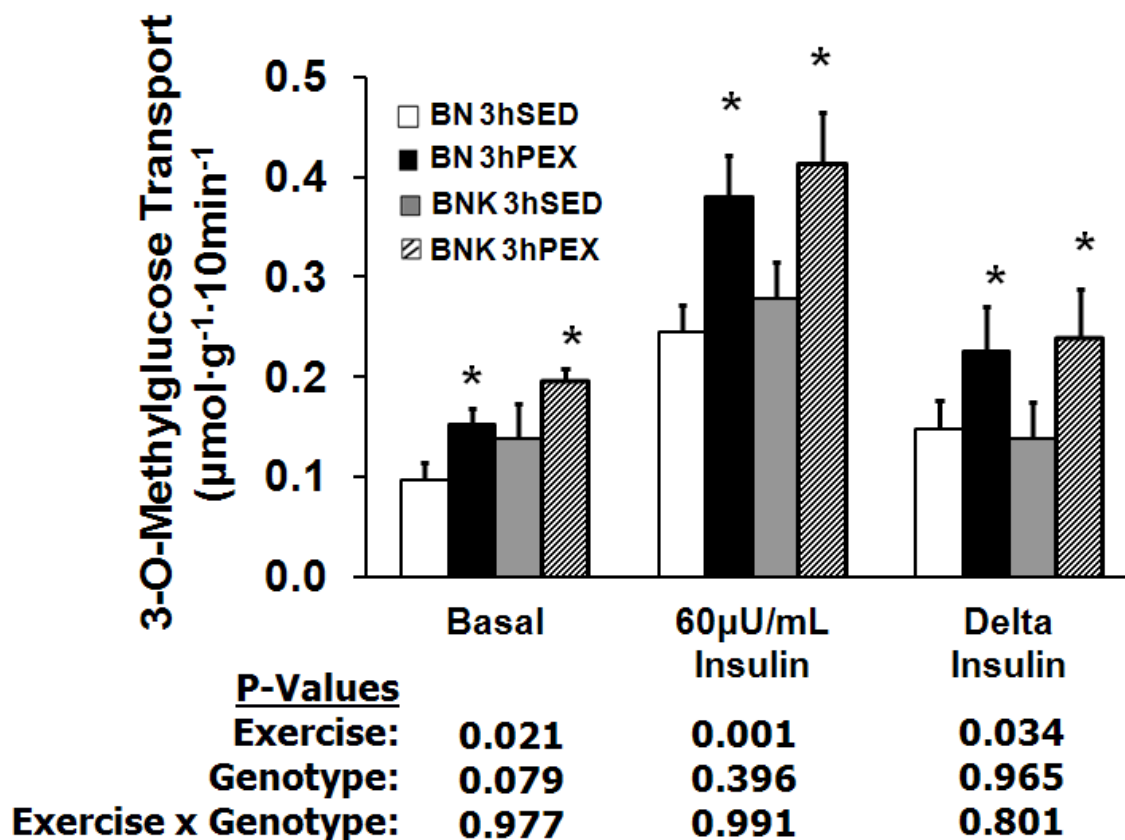 3-O-Methylglucose Transport
(µmol·g⁻¹·10min⁻¹
0.5
0.4
0.3
0.2
0.1
0.0
BN 3hSED
BN 3hPEX
BNK 3hSED
BNK 3hPEX
* * * * * *
Basal 60µU/mL Delta
Insulin Insulin
P-Values
Exercise: 0.021 0.001 0.034
Genotype: 0.079 0.396 0.965
Exercise x Genotype: 0.977 0.991 0.801